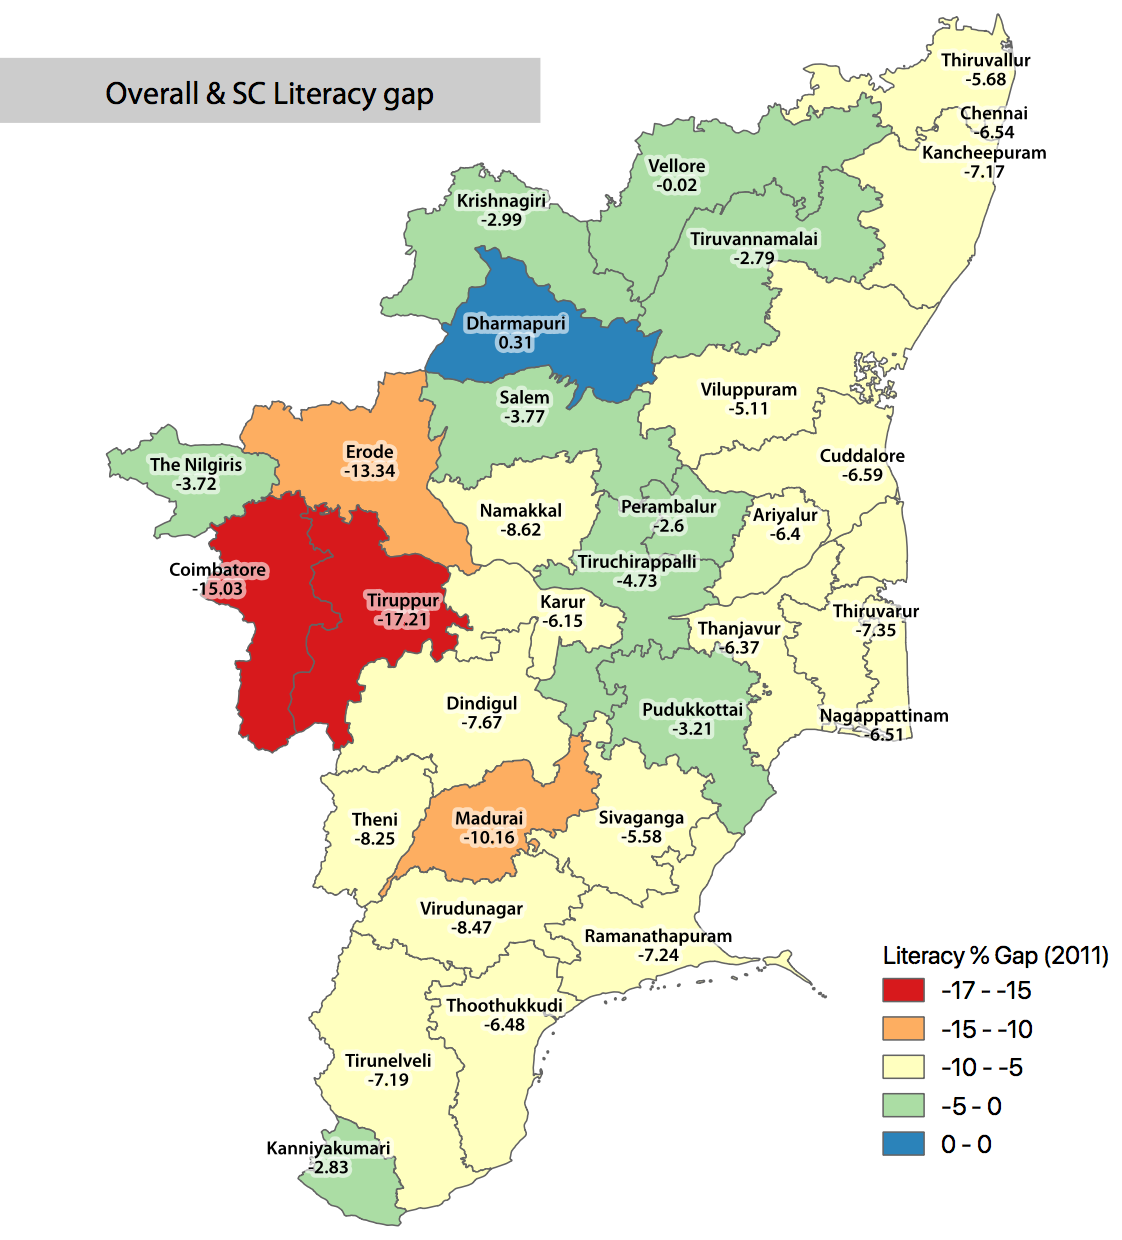 Overall & SC Literacy gap
Thiruvallur
-5.68
Chennai
-6.54
Kancheepuram
-7.17
Vellore
-0.02
Krishnagiri
-2.99
Tiruvannamalai
-2.79
Dharmapuri
0.31
Viluppuram
-5.11
Salem
-3.77
Erode
-13.34
The Nilgiris
-3.72
Cuddalore
-6.59
Namakkal
-8.62
Perambalur
-2.6
Ariyalur
-6.4
Coimbatore
-15.03
Tiruchirappalli
-4.73
Tiruppur
-17.21
Karur
-6.15
Thiruvarur
-7.35
Thanjavur
-6.37
Dindigul
-7.67
Pudukkottai
-3.21
Nagappattinam
-6.51
Theni
-8.25
Madurai
-10.16
Sivaganga
-5.58
Virudunagar
-8.47
Ramanathapuram
-7.24
Thoothukkudi
-6.48
Tirunelveli
-7.19
Kanniyakumari
-2.83
Literacy % Gap (2011)
-17 - -15
-15 - -10
-10 - -5
-5 - 0
0 - 0